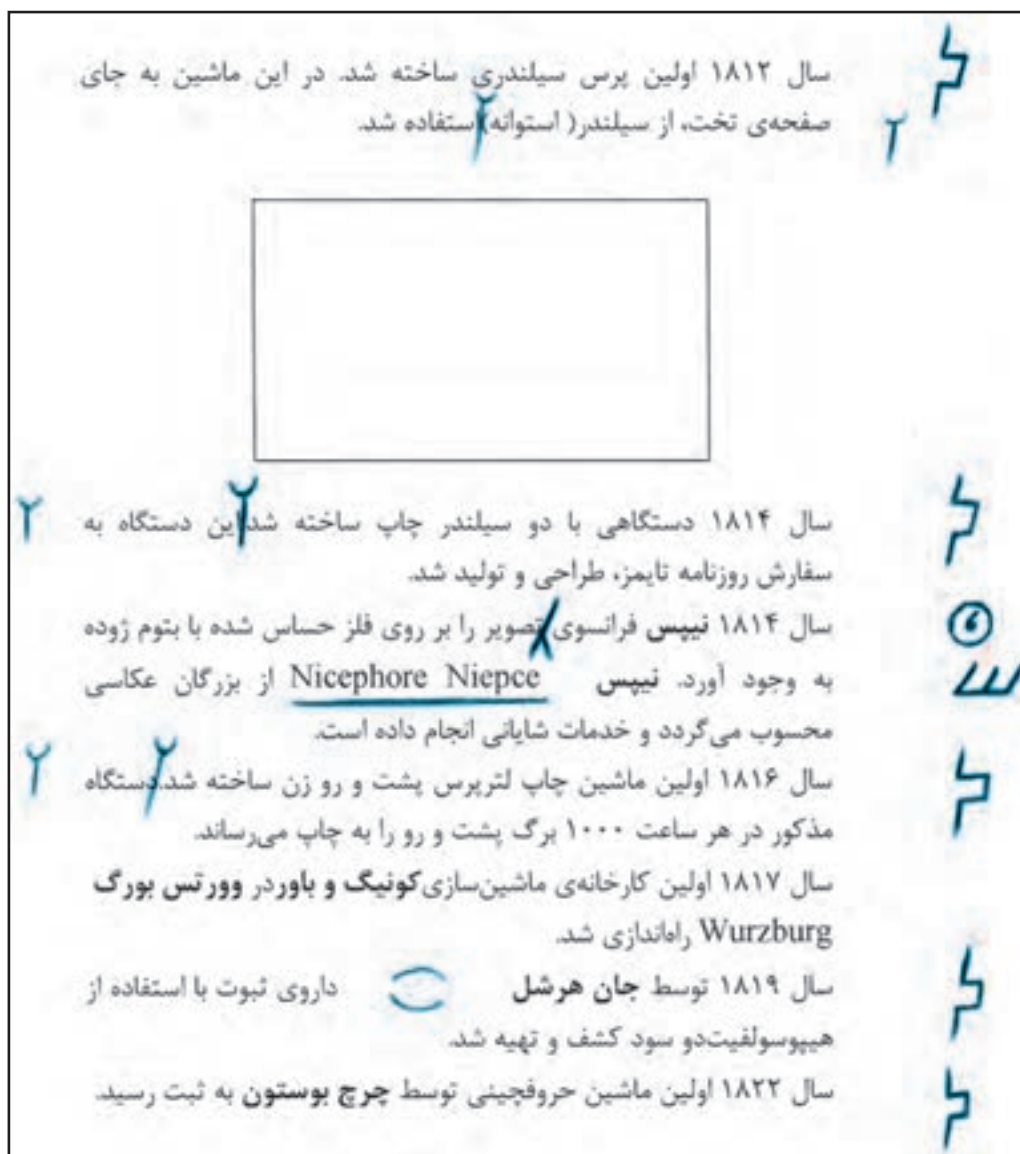 سال ۱۸۱۲ اولین پرس سیلندری ساخته شد. در این ماشین به جای
صفحه‌ی تخت، از سیلندر( استوانه)استفاده شد.
سال ۱۸۱۴ دستگاهی با دو سیلندر چاپ ساخته شد.این دستگاه به
سفارش روزنامه تایمز، طراحی و تولید شد.
سال ۱۸۱۴ نیپس فرانسوی تصویر را بر روی فلز حساس شده با بتوم ژوده
به وجود آورد. نیپس Nicephore Niepce از بزرگان عکاسی
محسوب می‌گردد و خدمات شایانی انجام داده است.
سال ۱۸۱۶ اولین ماشین چاپ لترپرس پشت و رو زن ساخته شد.دستگاه
مذکور در هر ساعت ۱۰۰۰ برگ پشت و رو را به چاپ می‌رساند.
سال ۱۸۱۷ اولین کارخانه‌ی ماشین‌سازی‌کونیگ و باوردر وورتس بورگ
Wurzburg راه‌اندازی شد.
سال ۱۸۱۹ توسط جان هرشل داروی ثبوت با استفاده از
هیپوسولفیت‌دو سود کشف و تهیه شد.
سال ۱۸۲۲ اولین ماشین حروفچینی توسط چرچ بوستون به ثبت رسید.